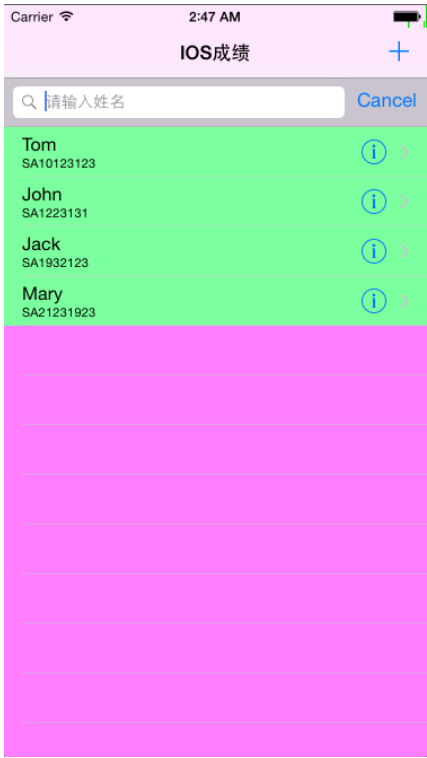 Carrier 2:47 AM
IOS成绩
请输入姓名 Cancel
Tom
SA10123123
John
SA1223131
Jack
SA1932123
Mary
SA21231923